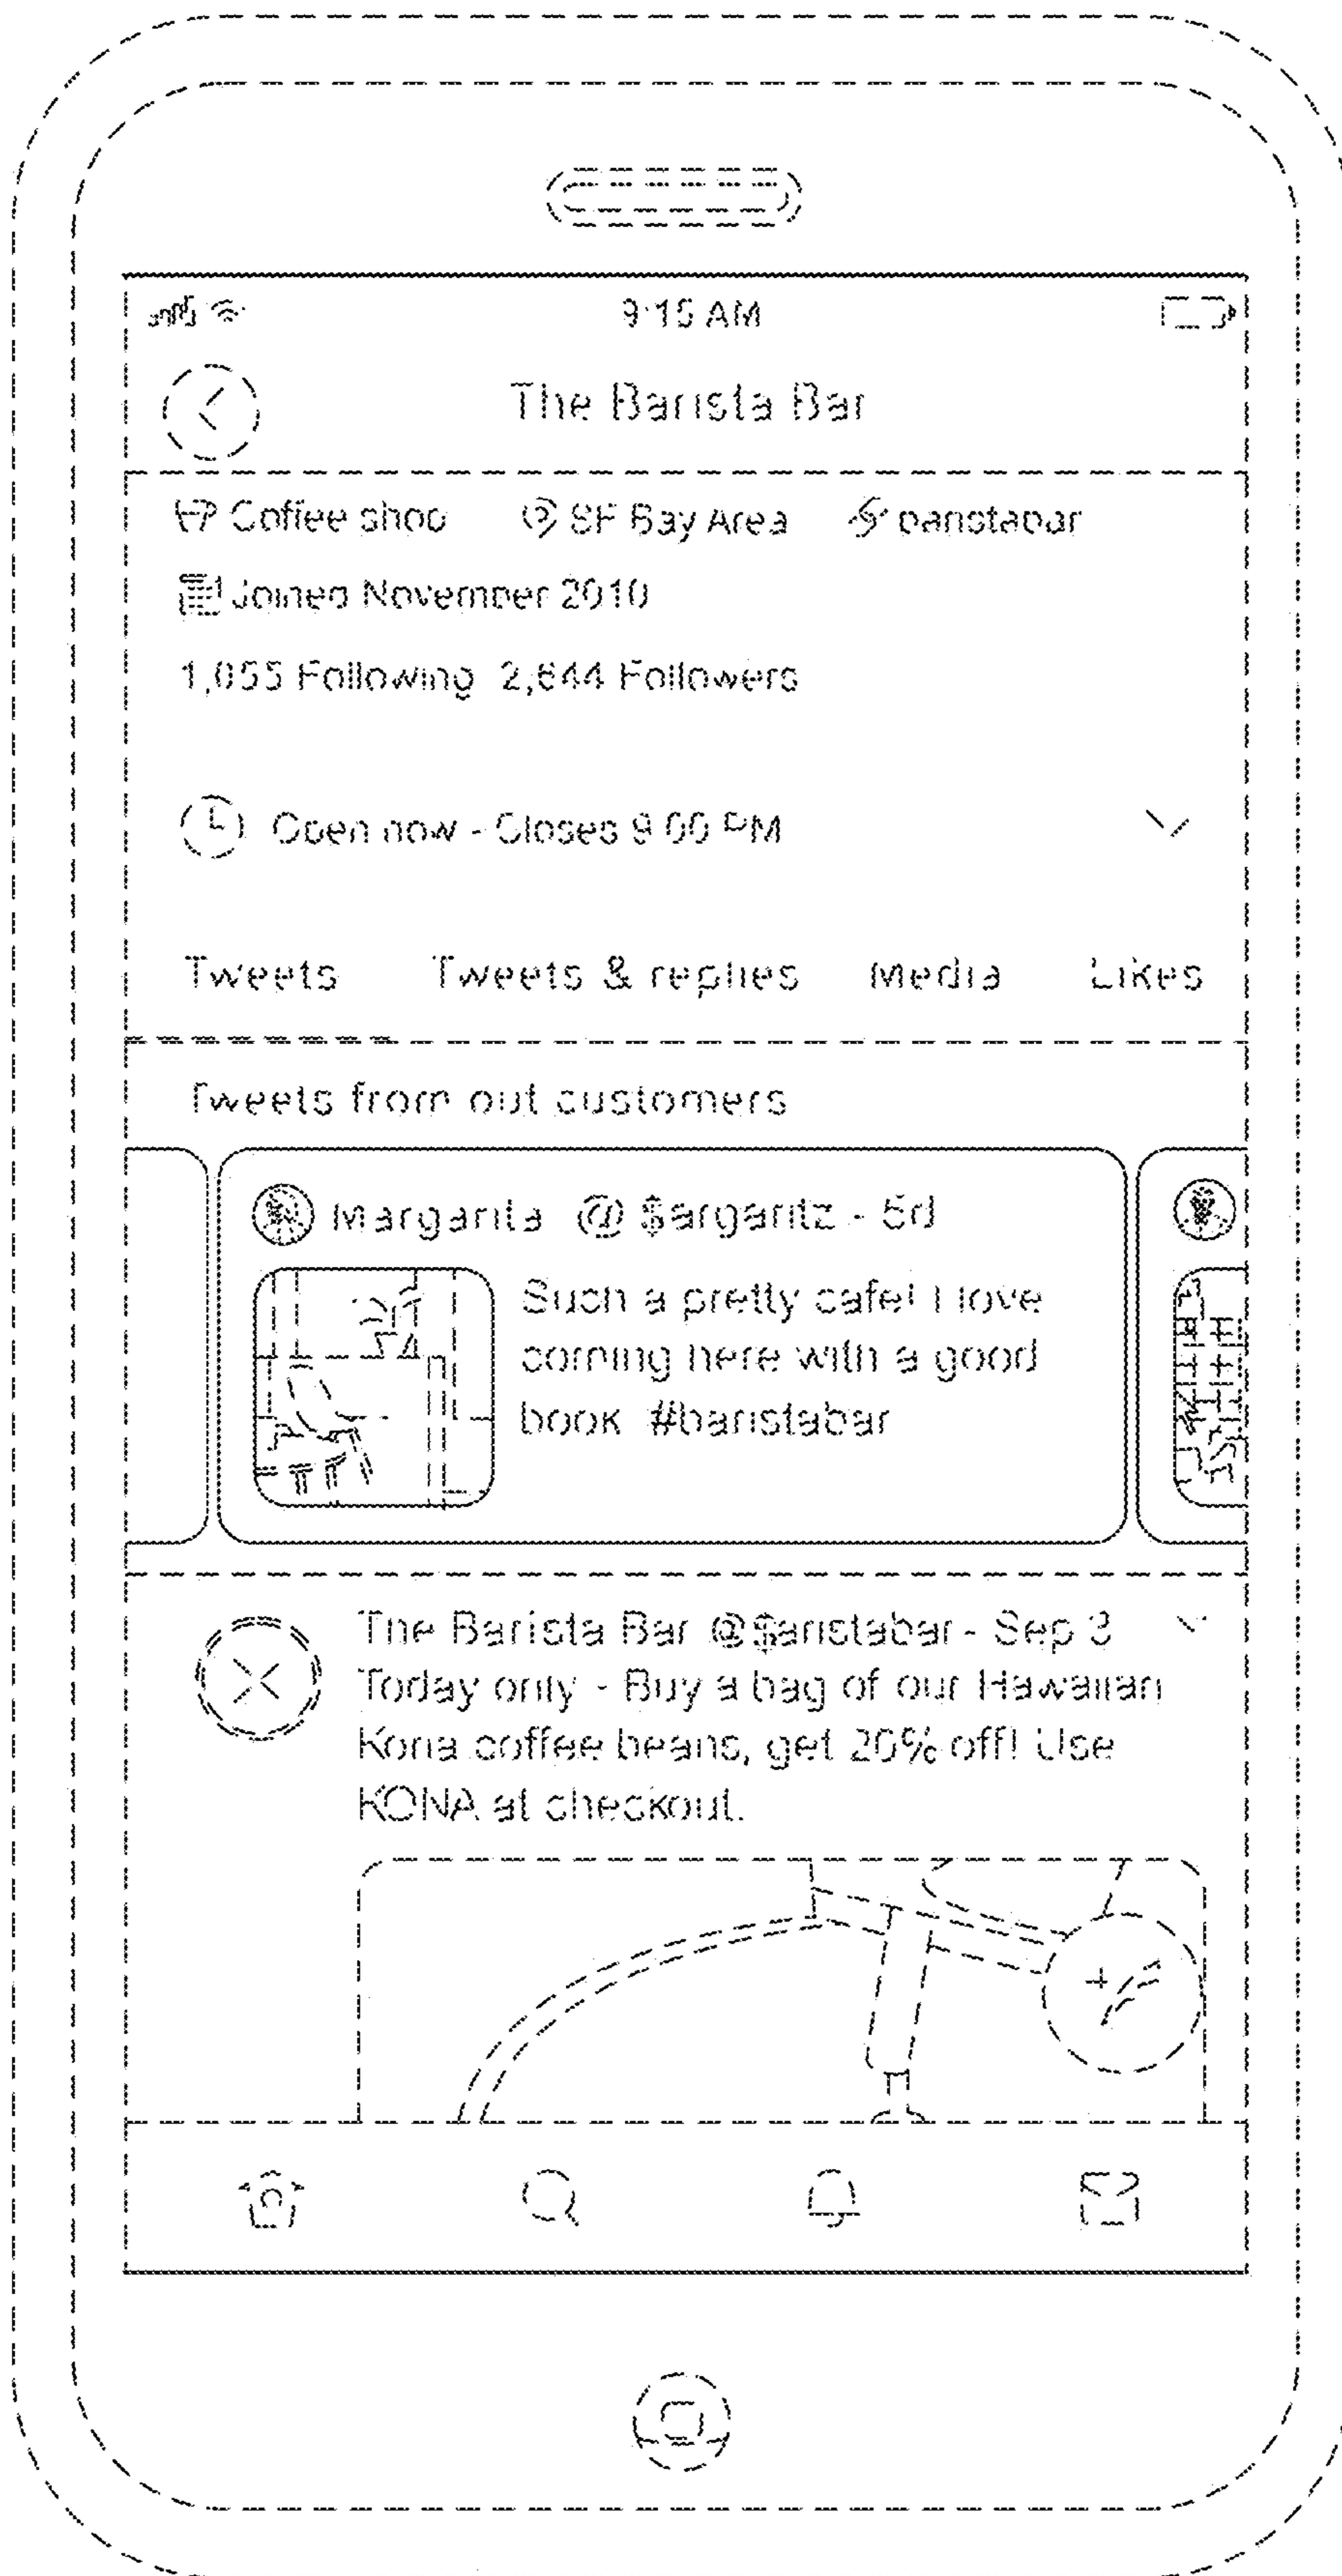 9:15 AM
The Barista Bar
Coffee shop SF Bay Area baristabar
Joined November 2010
1,055 Following 2,644 Followers
Open now - Closes 9:00 PM
Tweets Tweets & replies Media Likes
Tweets from out customers
Margarita @$argaritz - 5d
Such a pretty cafe! I love
coming here with a good
book #baristabar
The Barista Bar @$aristabar - Sep 3
Today only - Buy a bag of our Hawaiian
Kona coffee beans, get 20% off! Use
KONA at checkout.